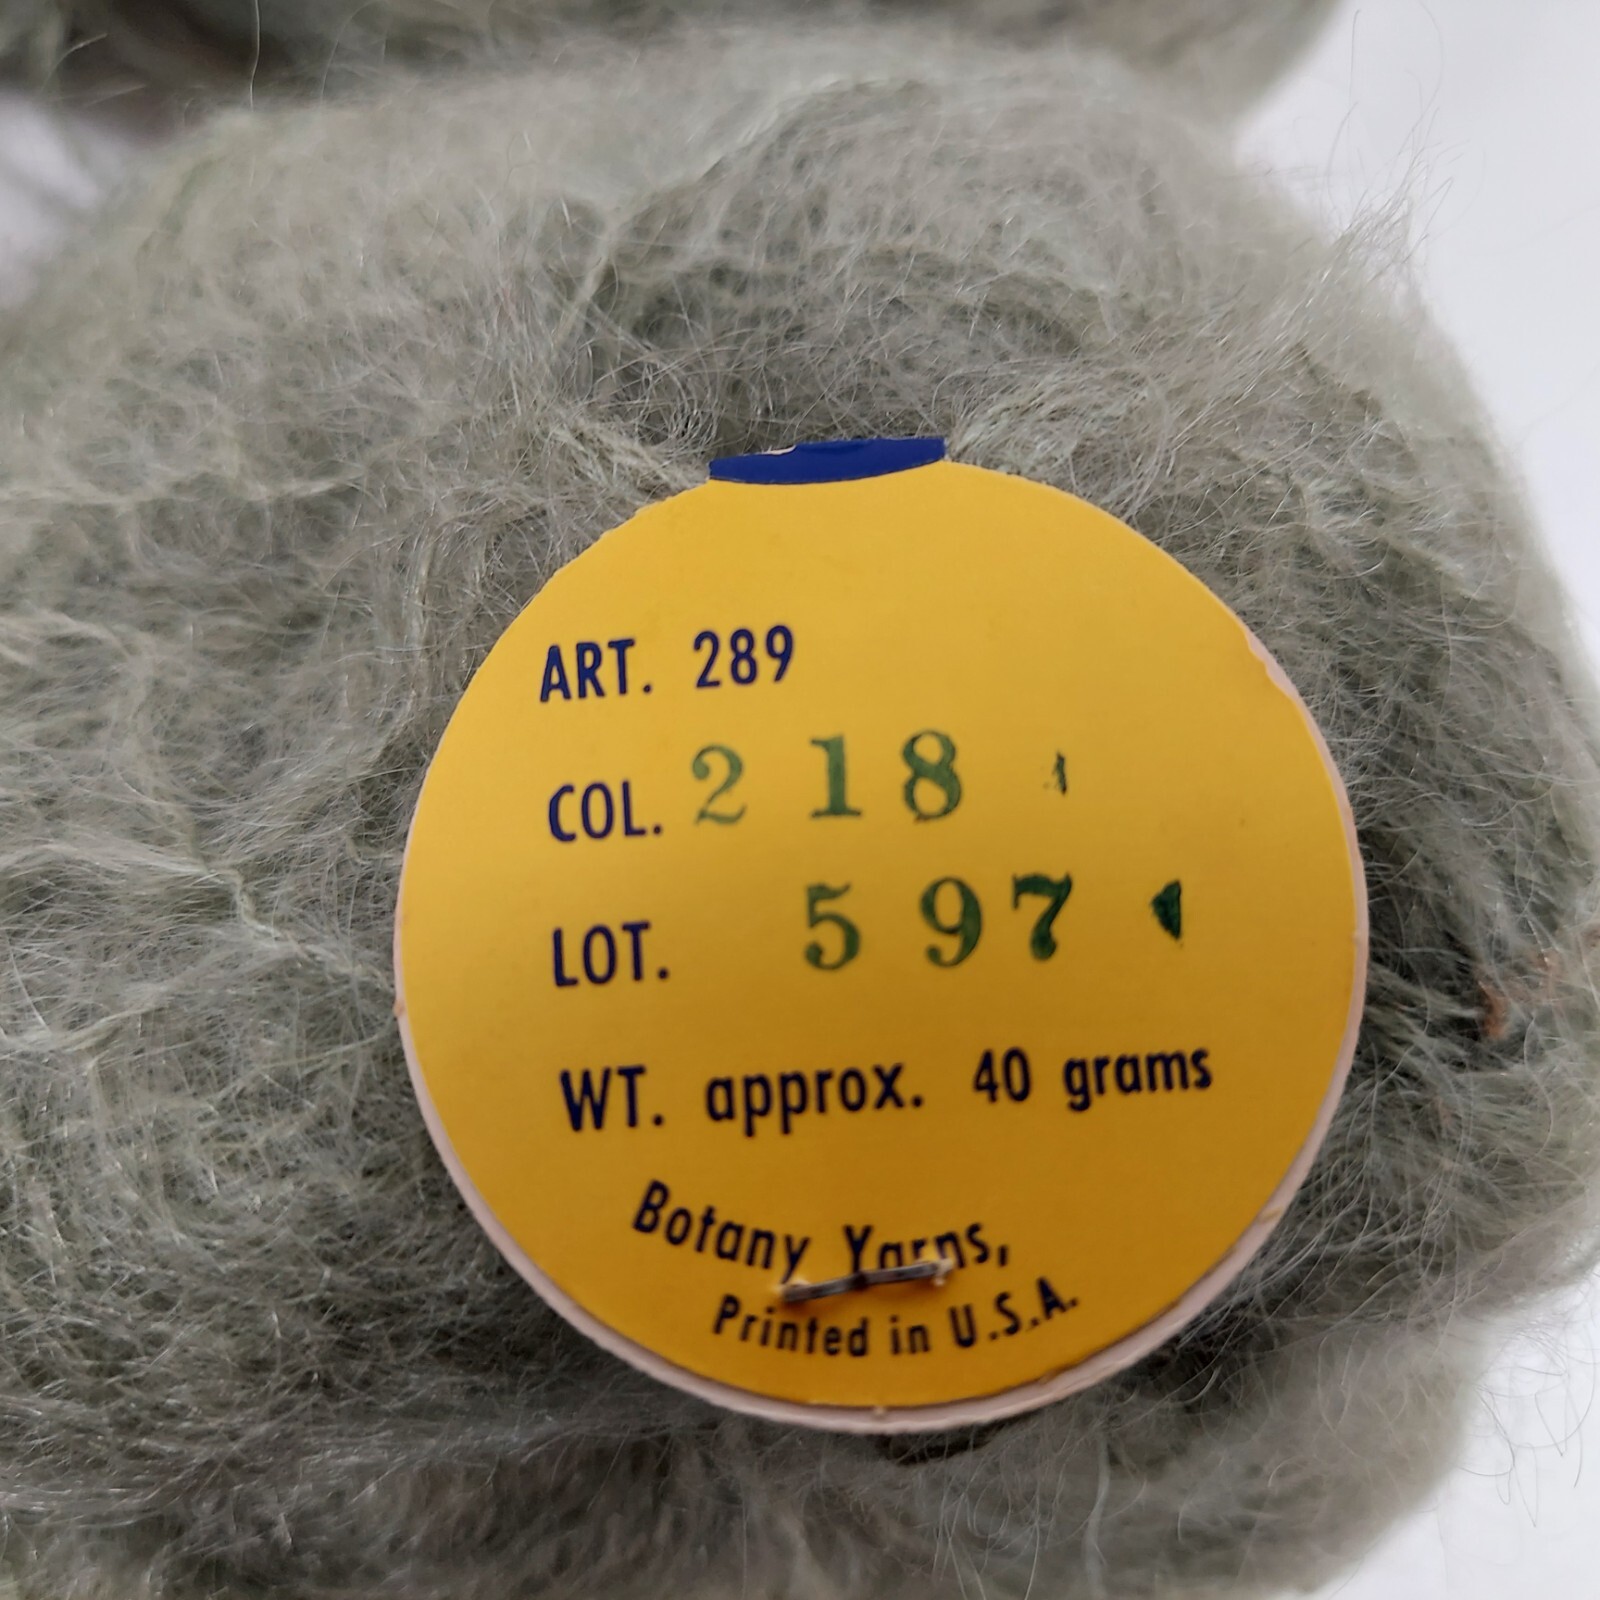 ART. 289
COL. 218
LOT. 597
WT. approx. 40 grams
Botany Yarns,
Printed in U.S.A.